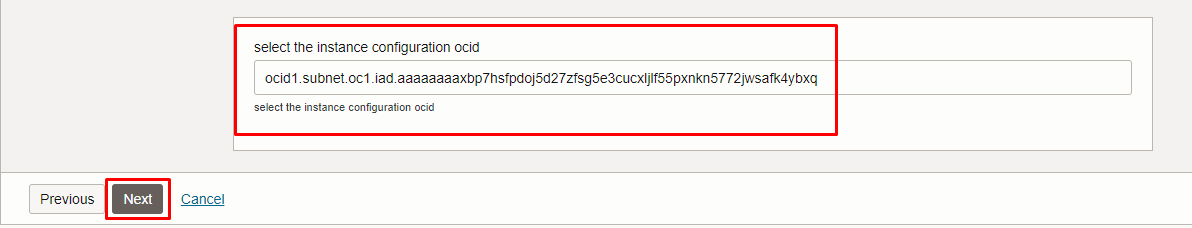 select the instance configuration ocid
ocid1.subnet.oc1.iad.aaaaaaaaxbp7hsfpdoj5d27zfsg5e3cucxljlf55pxnkn5772jwsafk4ybxq
select the instance configuration ocid
Previous Next Cancel